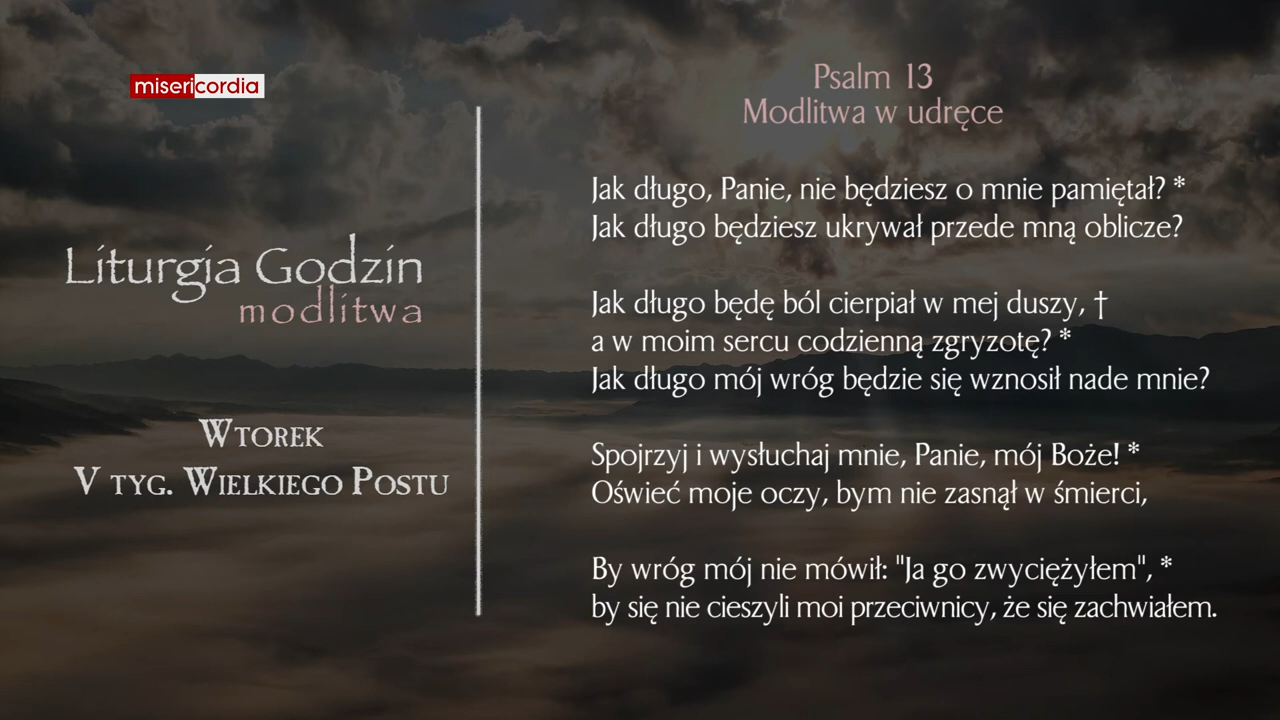 misericordia
Liturgia Godzin
modlitwa
Wtorek
V tyg. Wielkiego Postu
Psalm 13
Modlitwa w udręce
Jak długo, Panie, nie będziesz o mnie pamiętał? *
Jak długo będziesz ukrywał przede mną oblicze?
Jak długo będę ból cierpiał w mej duszy, †
a w moim sercu codzienną zgryzotę? *
Jak długo mój wróg będzie się wznosił nade mnie?
Spojrzyj i wysłuchaj mnie, Panie, mój Boże! *
Oświeć moje oczy, bym nie zasnął w śmierci,
By wróg mój nie mówił: "Ja go zwyciężyłem", *
by się nie cieszyli moi przeciwnicy, że się zachwiałem.